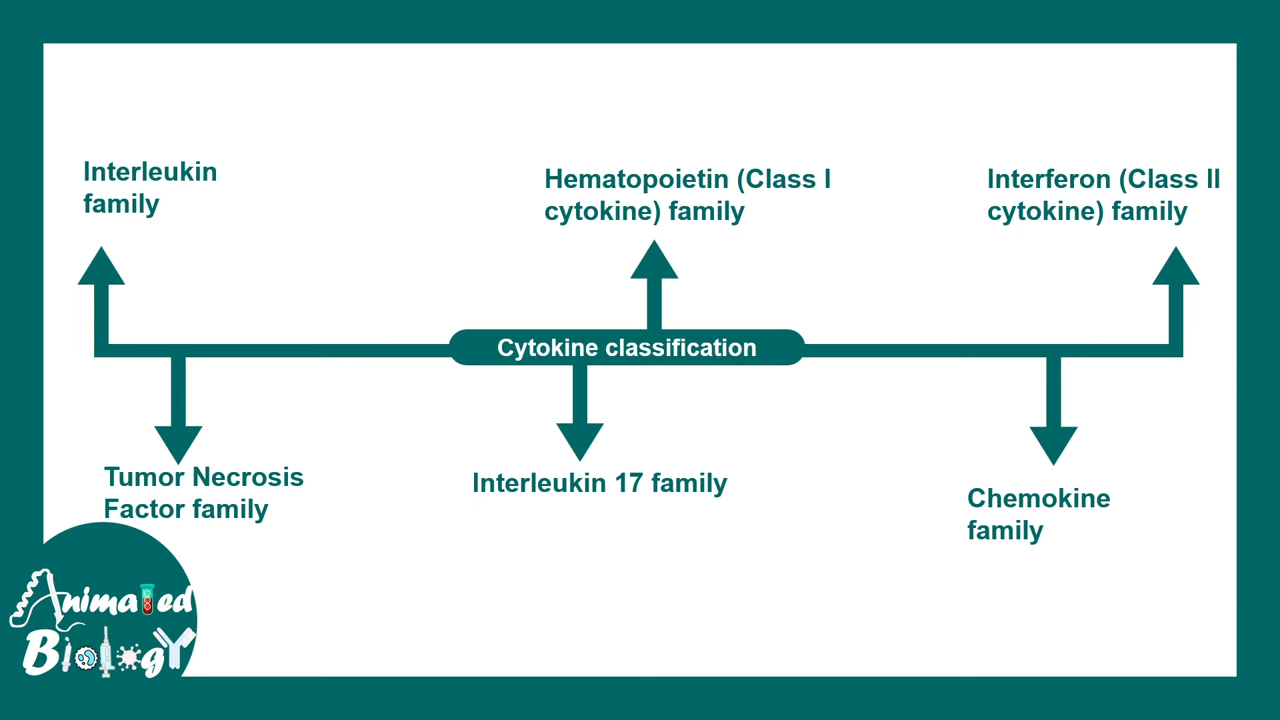 Interleukin
family
Hematopoietin (Class I
cytokine) family
Interferon (Class II
cytokine) family
Cytokine classification
Tumor Necrosis
Factor family
Interleukin 17 family
Chemokine
family
Animated
Biology